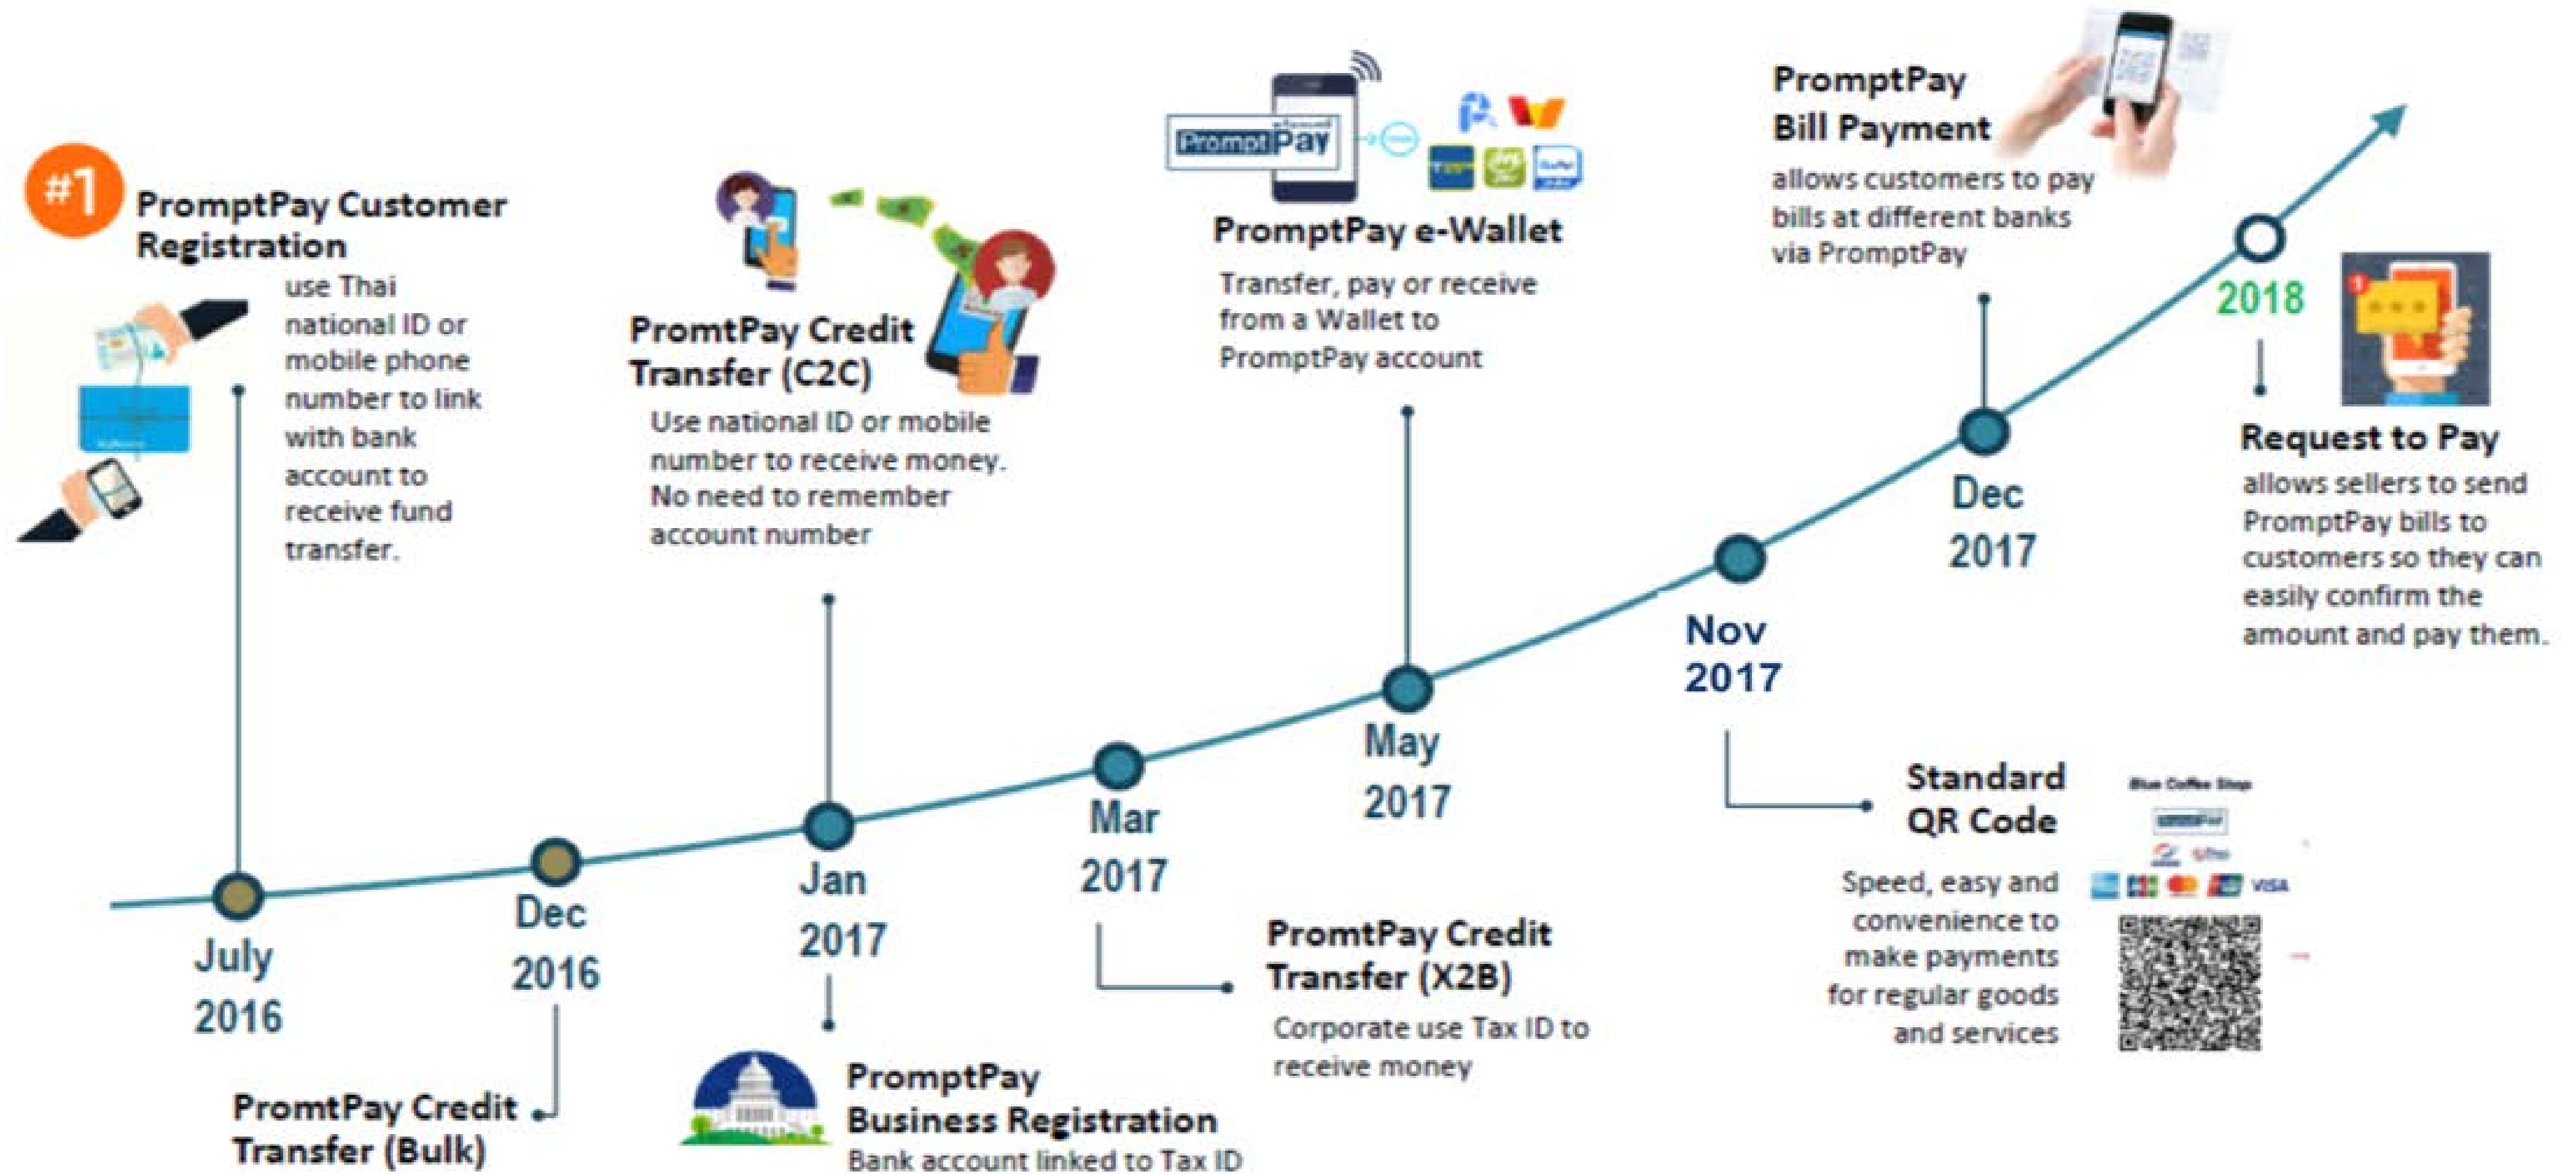 #1
PromptPay Customer
Registration
use Thai
national ID or
mobile phone
number to link
with bank
account to
receive fund
transfer.
July
2016
Dec
2016
PromtPay Credit
Transfer (Bulk)
PromtPay Credit
Transfer (C2C)
Use national ID or mobile
number to receive money.
No need to remember
account number
Jan
2017
PromptPay
Business Registration
Bank account linked to Tax ID
Mar
2017
PromtPay Credit
Transfer (X2B)
Corporate use Tax ID to
receive money
PromptPay
PromptPay e-Wallet
Transfer, pay or receive
from a Wallet to
PromptPay account
May
2017
Nov
2017
Standard
QR Code
Speed, easy and
convenience to
make payments
for regular goods
and services
Blue Coffee Shop
VISA
PromptPay
Bill Payment
allows customers to pay
bills at different banks
via PromptPay
Dec
2017
2018
1
Request to Pay
allows sellers to send
PromptPay bills to
customers so they can
easily confirm the
amount and pay them.